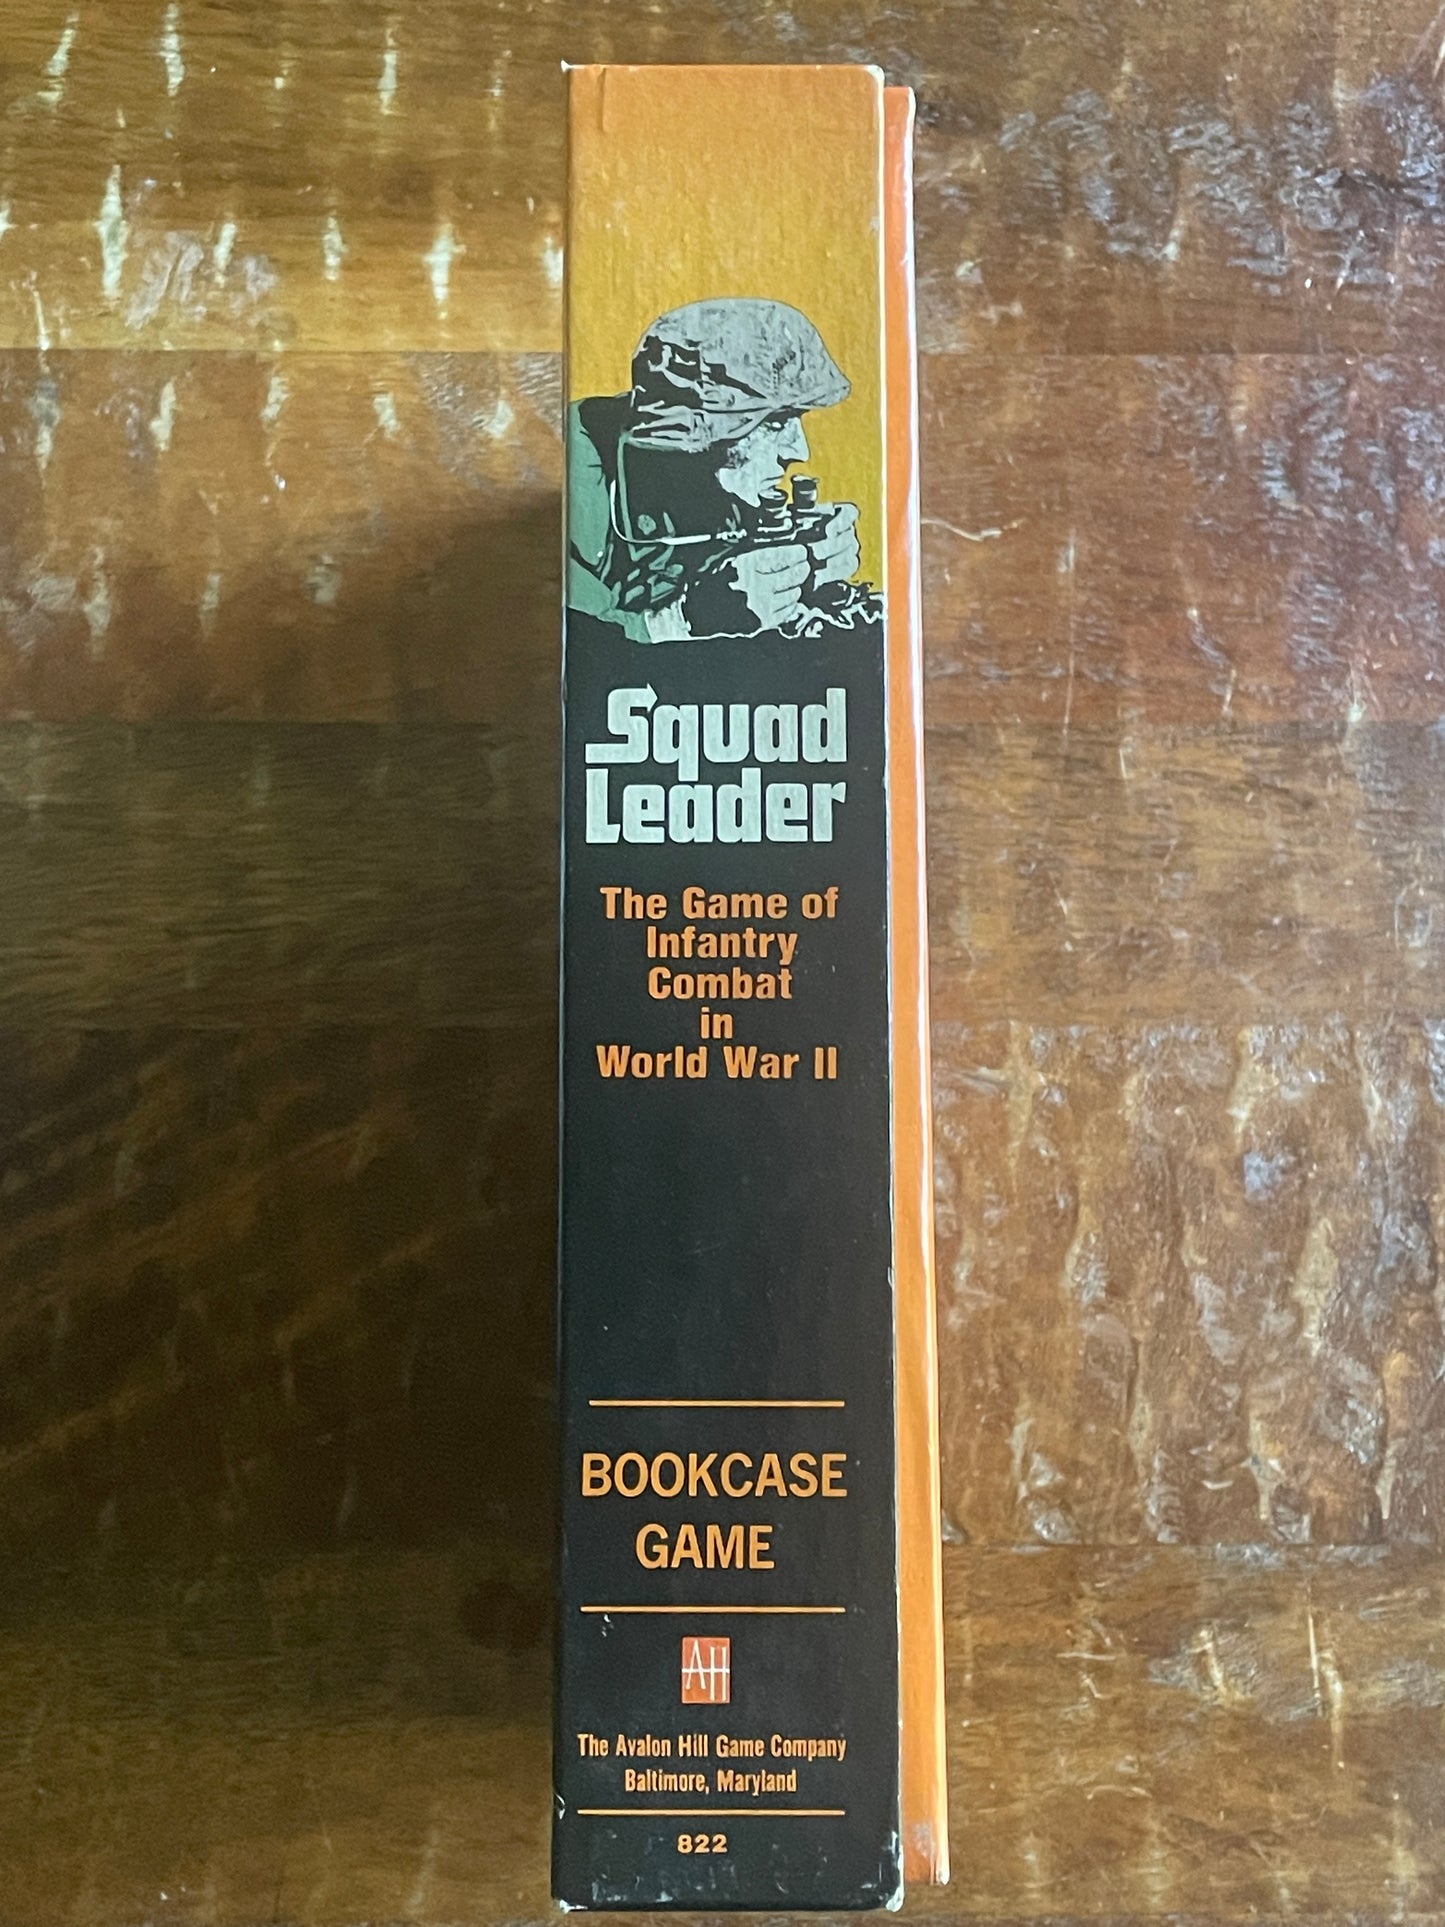 Squad
Leader
The Game of
Infantry
Combat
in
World War II
BOOKCASE
GAME
AH
The Avalon Hill Game Company
Baltimore, Maryland
822